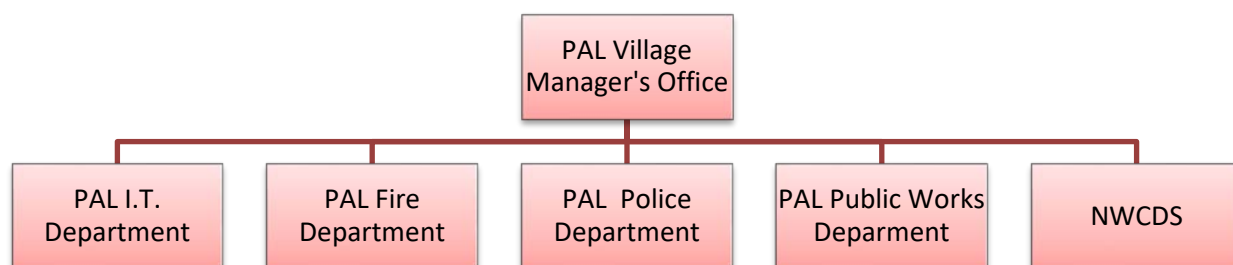 PAL Village
Manager's Office
PAL I.T.
Department
PAL Fire
Department
PAL Police
Department
PAL Public Works
Deparment
NWCDS